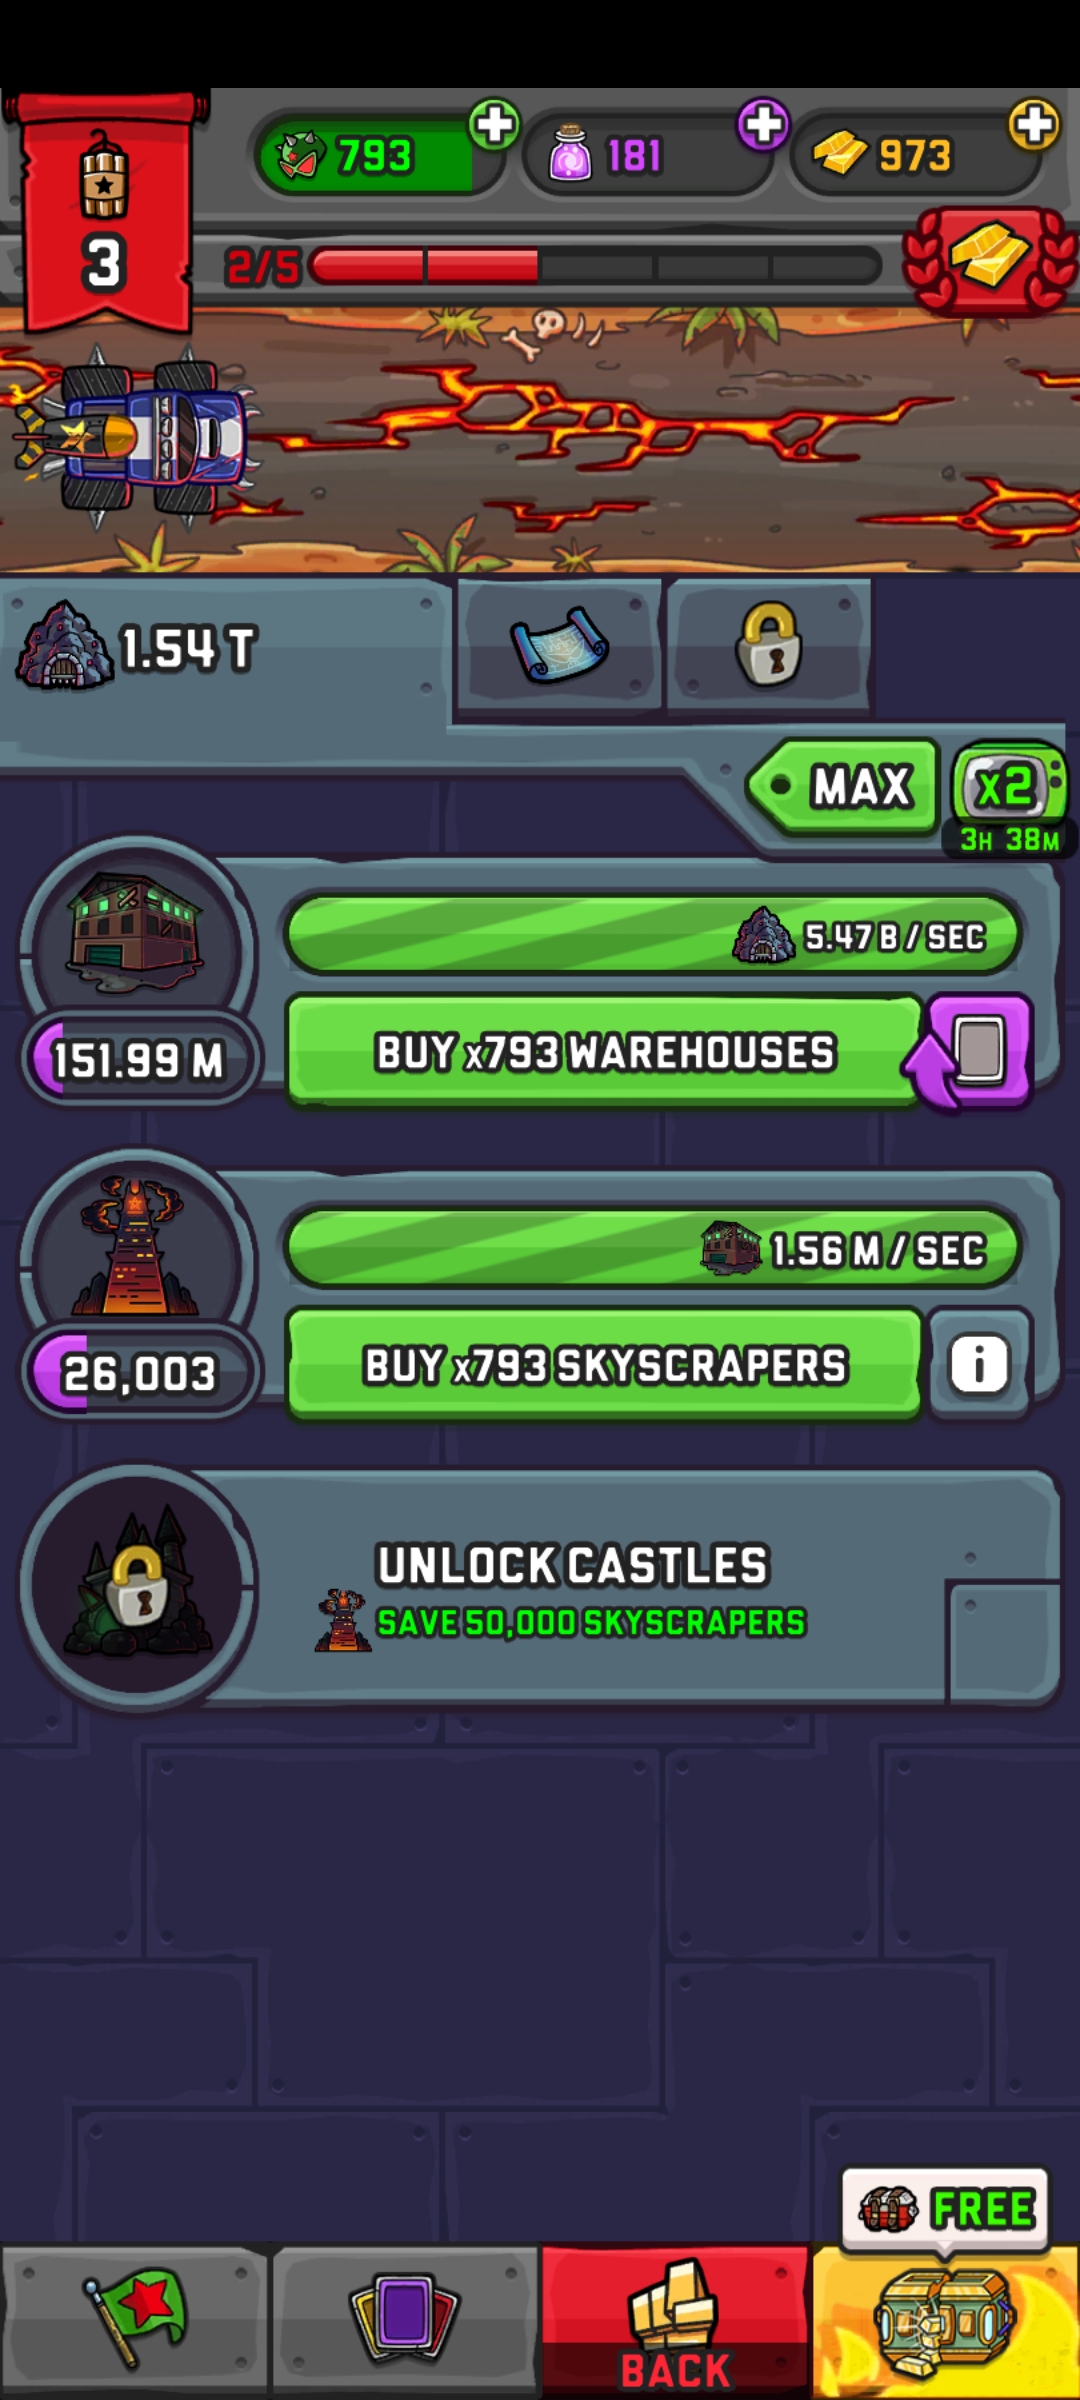 793
181
973
3
2/5
1.54 T
MAX
x2
3H 38M
5.47 B / SEC
151.99 M
BUY x793 WAREHOUSES
1.56 M / SEC
26,003
BUY x793 SKYSCRAPERS
i
UNLOCK CASTLES
SAVE 50,000 SKYSCRAPERS
FREE
BACK